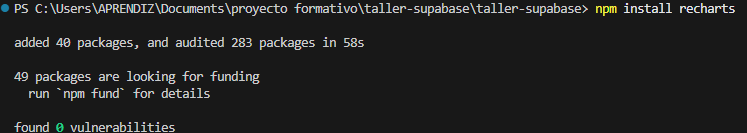 PS C:\Users\APRENDIZ\Documents\proyecto formativo\taller-supabase\taller-supabase> npm install recharts
added 40 packages, and audited 283 packages in 58s
49 packages are looking for funding
  run `npm fund` for details
found 0 vulnerabilities